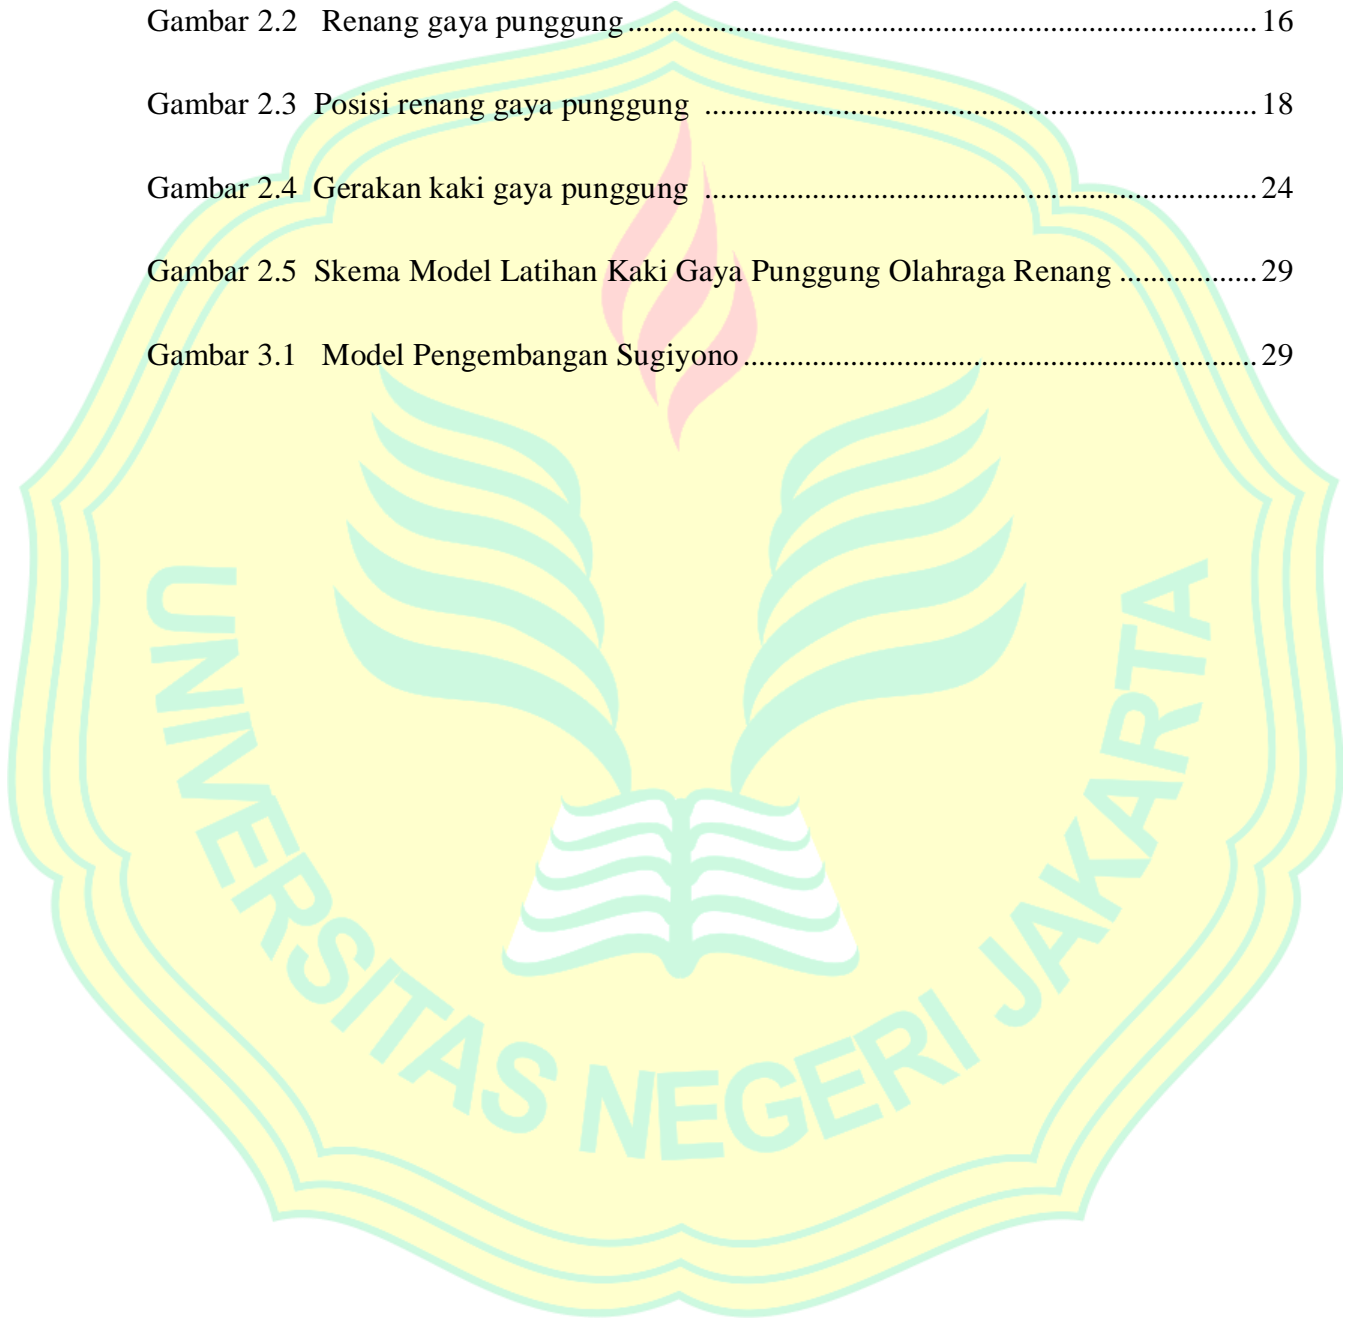 Gambar 2.2 Renang gaya punggung .............................................................................. 16
Gambar 2.3 Posisi renang gaya punggung ..................................................................... 18
Gambar 2.4 Gerakan kaki gaya punggung ..................................................................... 24
Gambar 2.5 Skema Model Latihan Kaki Gaya Punggung Olahraga Renang ................. 29
Gambar 3.1 Model Pengembangan Sugiyono ................................................................ 29
UNIVERSITAS NEGERI JAKARTA